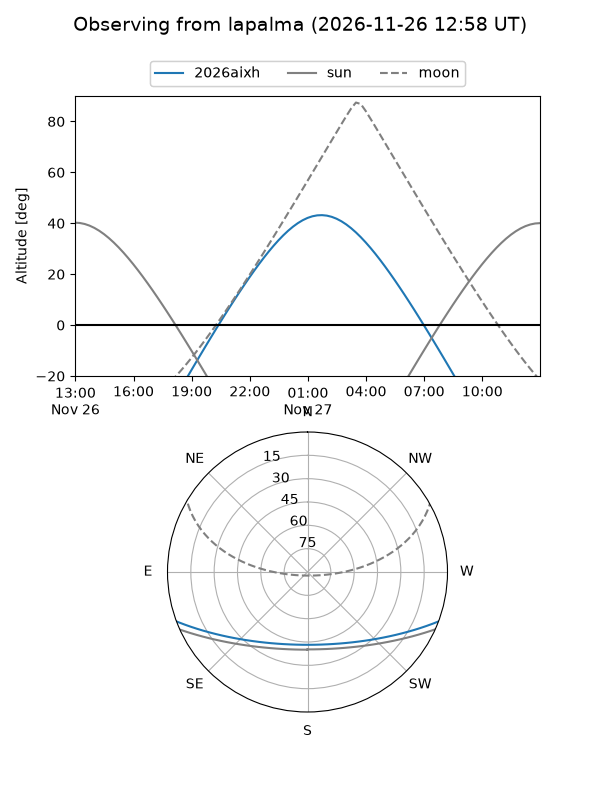 Observing from lapalma (2026-11-26 12:58 UT)
2026aixh sun moon
Altitude [deg]
80
60
40
20
0
−20
13:00 16:00 19:00 22:00 01:00 04:00 07:00 10:00
Nov 26 Nov 27
N
NE NW
15
30
45
60
75
E W
SE SW
S